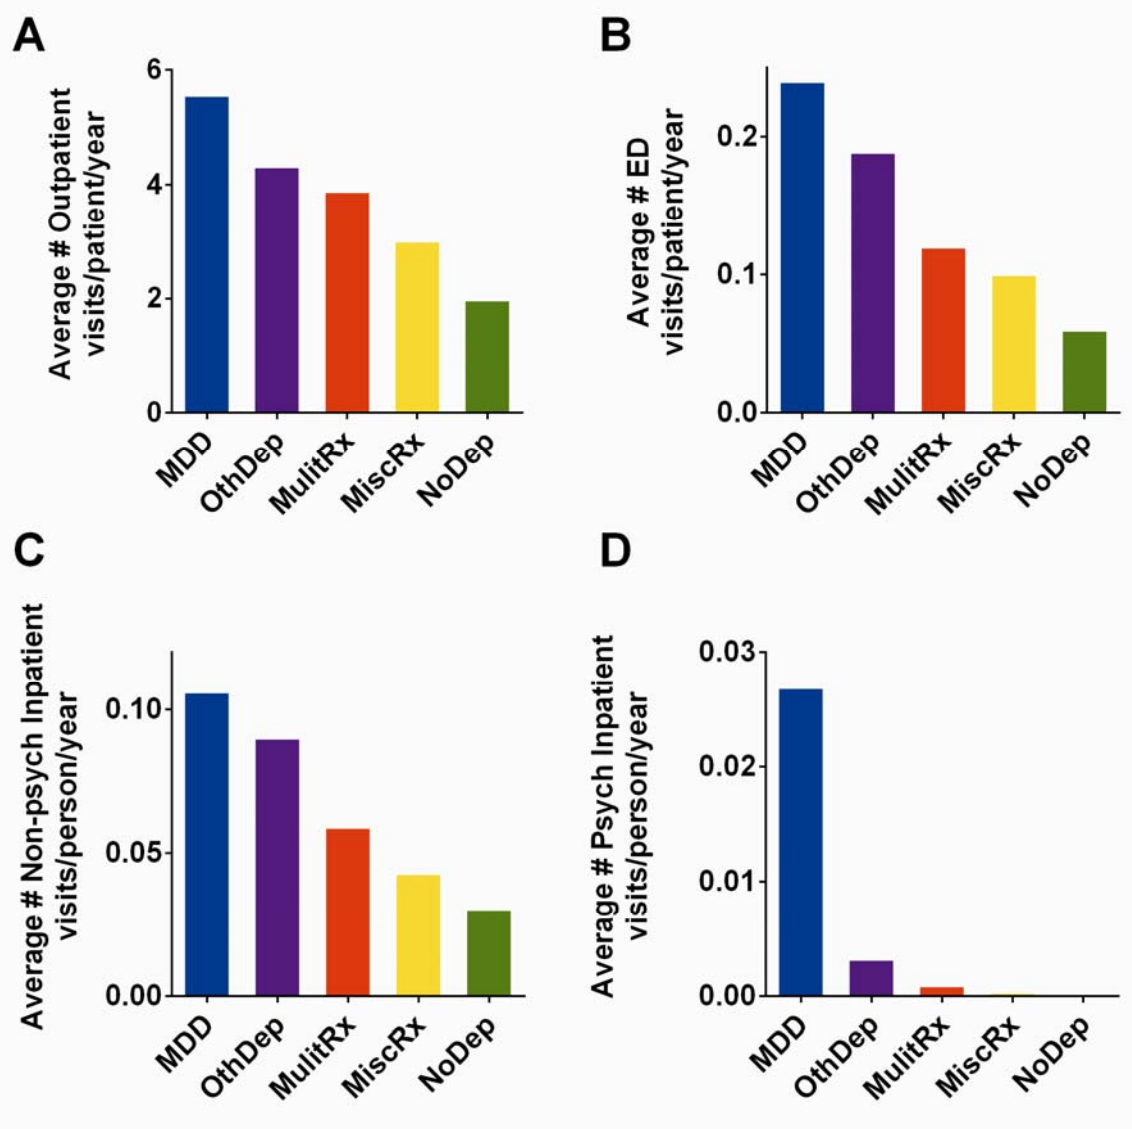 A
Average # Outpatient
visits/patient/year
6
4
2
0
MDD
OthDep
MulitRx
MiscRx
NoDep
B
Average # ED
visits/patient/year
0.2
0.1
0.0
MDD
OthDep
MulitRx
MiscRx
NoDep
C
Average # Non-psych Inpatient
visits/person/year
0.10
0.05
0.00
MDD
OthDep
MulitRx
MiscRx
NoDep
D
Average # Psych Inpatient
visits/person/year
0.03
0.02
0.01
0.00
MDD
OthDep
MulitRx
MiscRx
NoDep